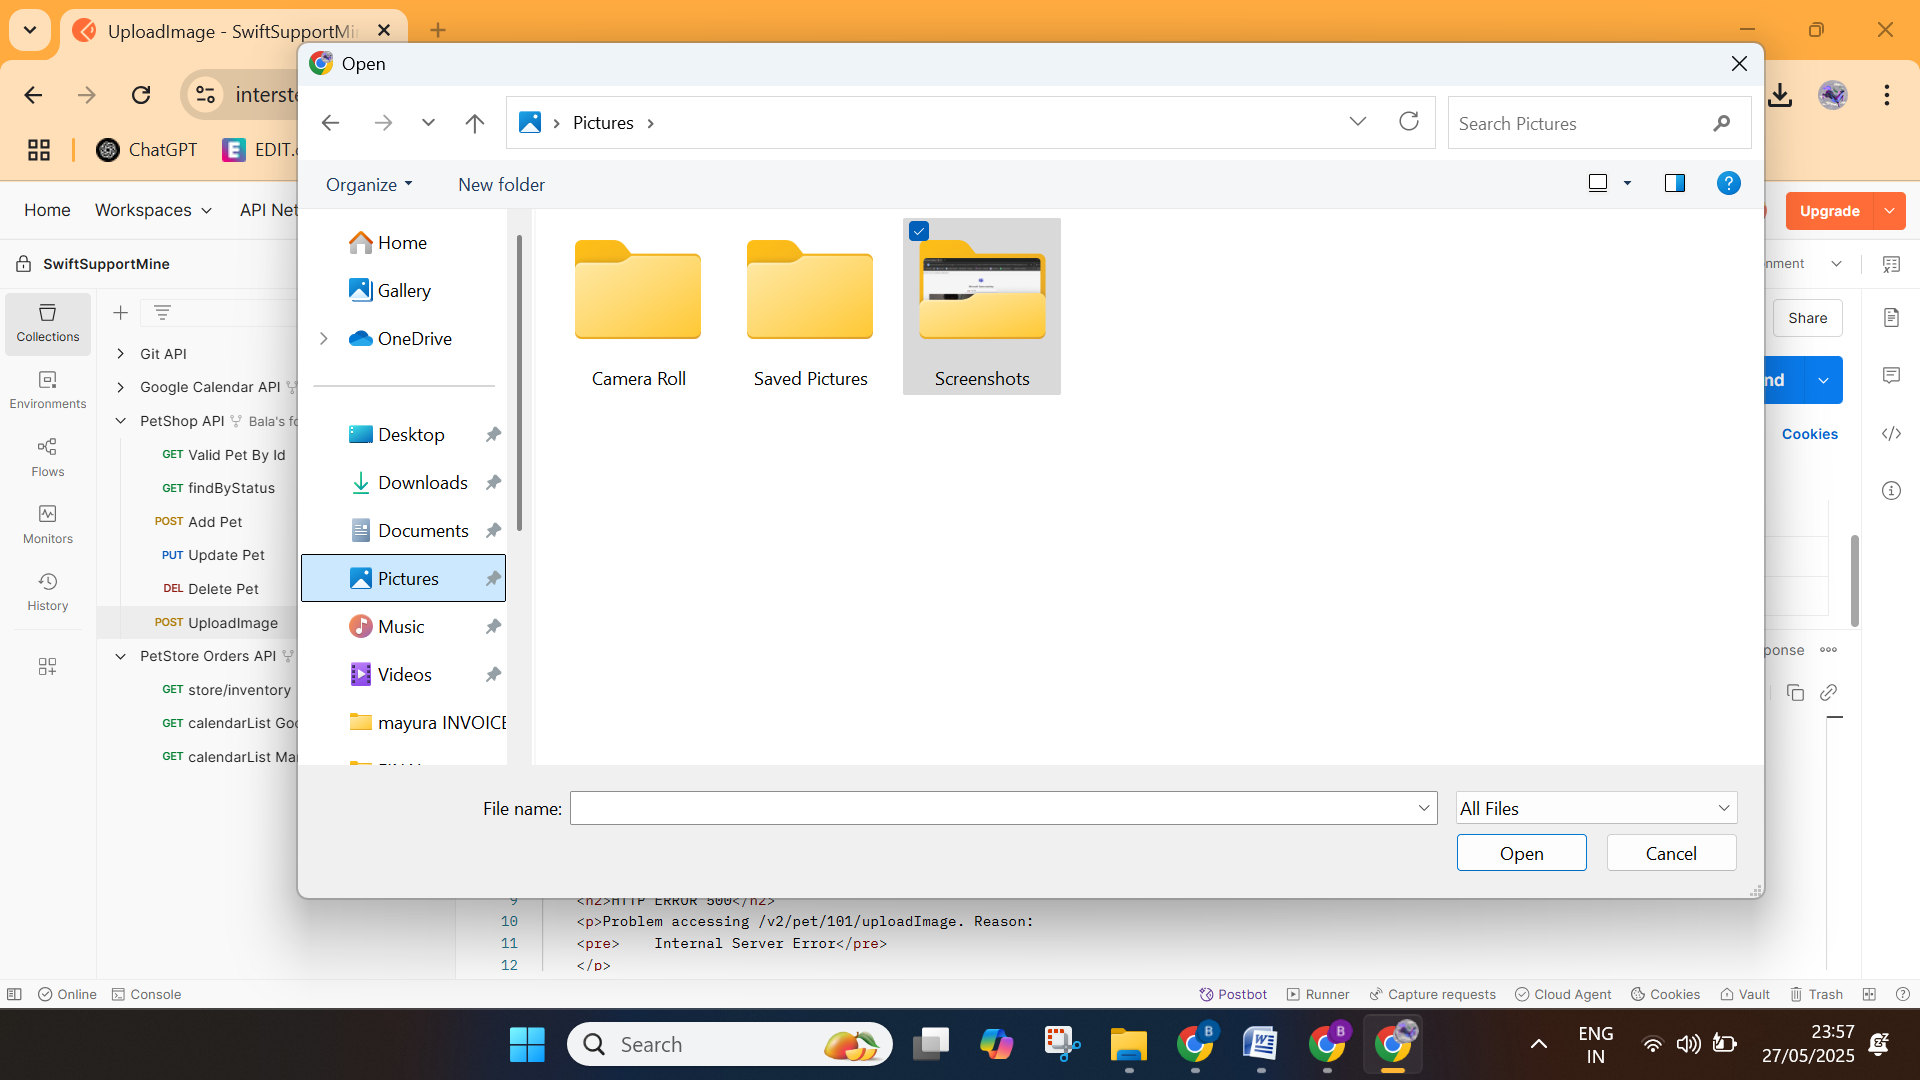 UploadImage - SwiftSupportMi
Open
interste
Pictures
Search Pictures
ChatGPT
EDIT.
Organize
New folder
Home
Workspaces
API Net
Upgrade
Home
Gallery
OneDrive
Desktop
Downloads
Documents
Pictures
Music
Videos
mayura INVOICE
Camera Roll
Saved Pictures
Screenshots
SwiftSupportMine
nment
Collections
Environments
Flows
Monitors
History
Git API
Google Calendar API
PetShop API Bala's fo
GET Valid Pet By Id
GET findByStatus
POST Add Pet
PUT Update Pet
DEL Delete Pet
POST UploadImage
PetStore Orders API
GET store/inventory
GET calendarList Goo
GET calendarList Ma
Share
nd
Cookies
ponse
File name:
All Files
Open
Cancel
9 <h2>HTTP ERROR 500</h2>
10 <p>Problem accessing /v2/pet/101/uploadImage. Reason:
11 <pre>    Internal Server Error</pre>
12 </p>
Online
Console
Postbot
Runner
Capture requests
Cloud Agent
Cookies
Vault
Trash
Search
B
B
ENG
IN
23:57
27/05/2025